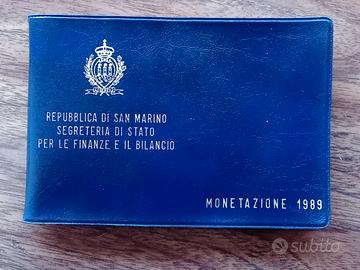 REPUBBLICA DI SAN MARINO
SEGRETERIA DI STATO
PER LE FINANZE E IL BILANCIO
MONETAZIONE 1989
subito